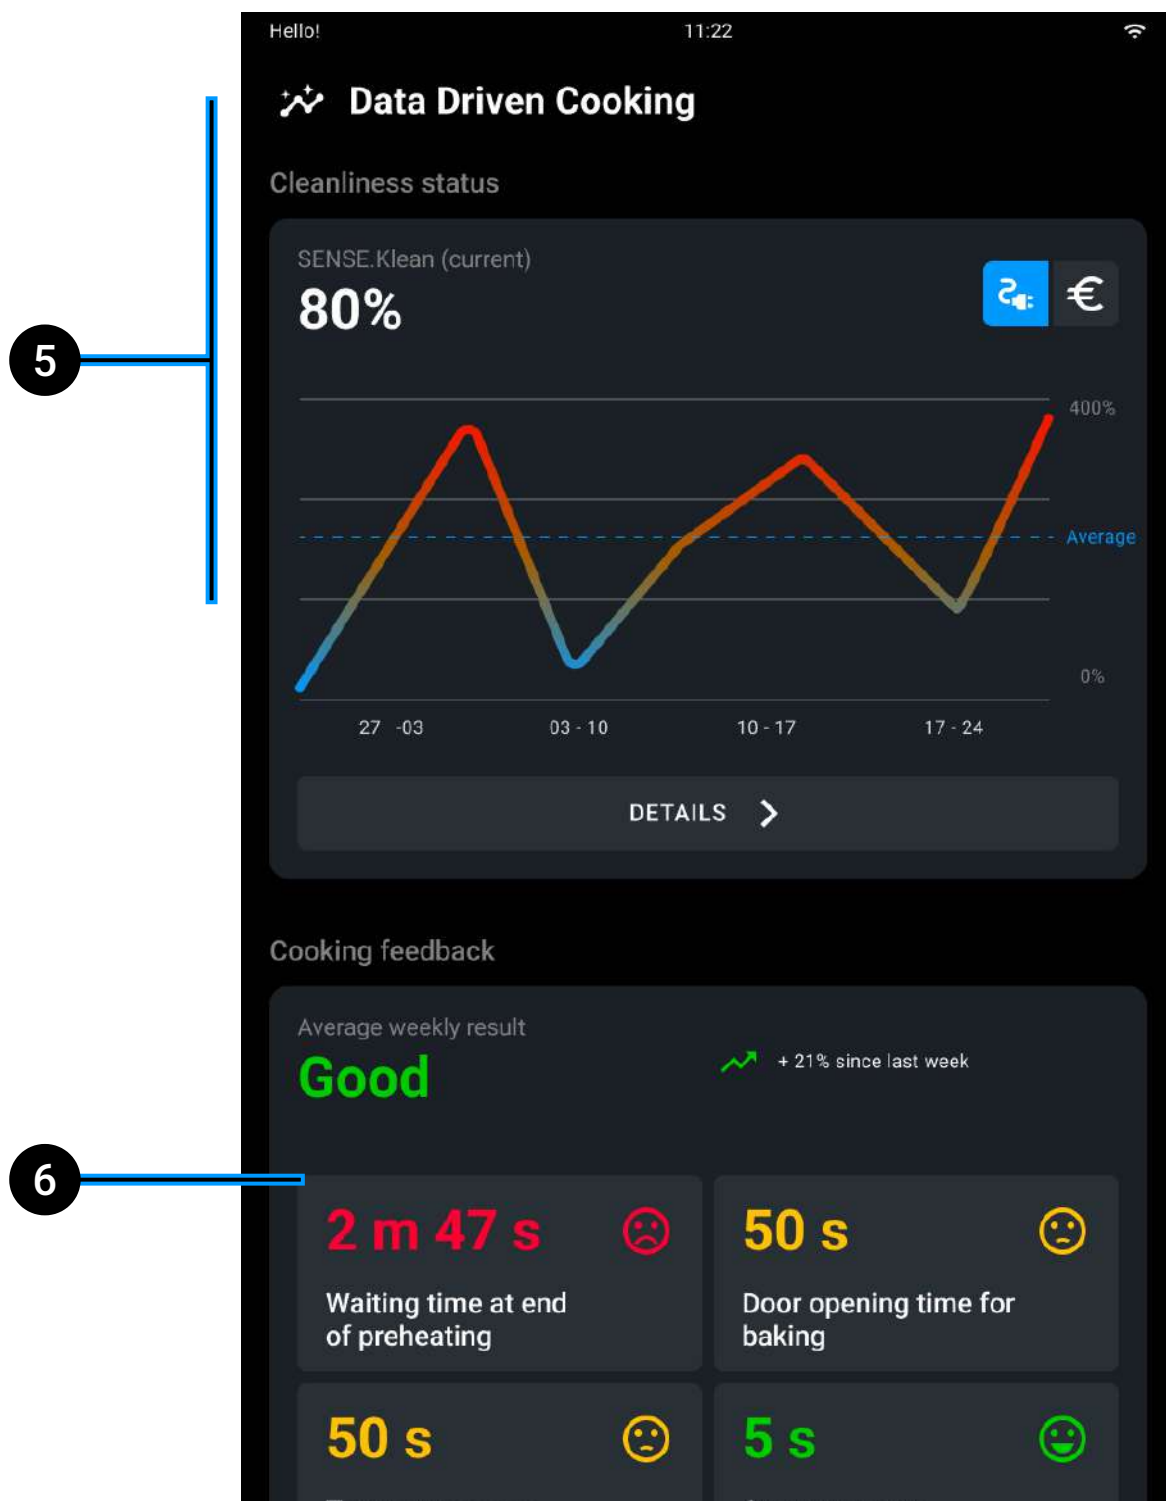 Hello!
11:22
Data Driven Cooking
Cleanliness status
SENSE.Klean (current)
80%
€
5
400%
Average
0%
27 -03
03 - 10
10 - 17
17 - 24
DETAILS
Cooking feedback
Average weekly result
Good
+ 21% since last week
6
2 m 47 s
Waiting time at end
of preheating
50 s
Door opening time for
baking
50 s
5 s